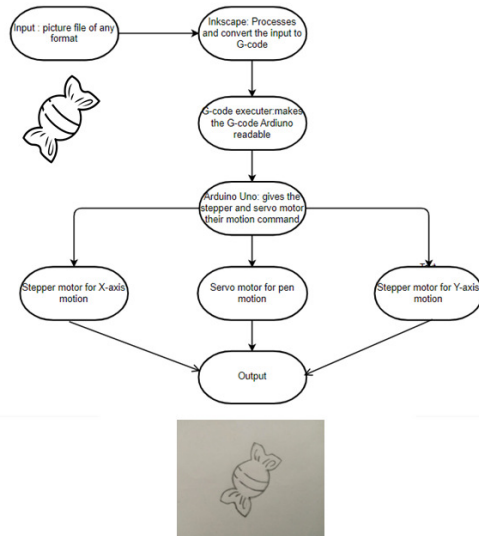 Input : picture file of any
format
Inkscape: Processes
and convert the input to
G-code
G-code executer:makes
the G-code Ardiuno
readable
Arduino Uno: gives the
stepper and servo motor
their motion command
Stepper motor for X-axis
motion
Servo motor for pen
motion
Stepper motor for Y-axis
motion
Output